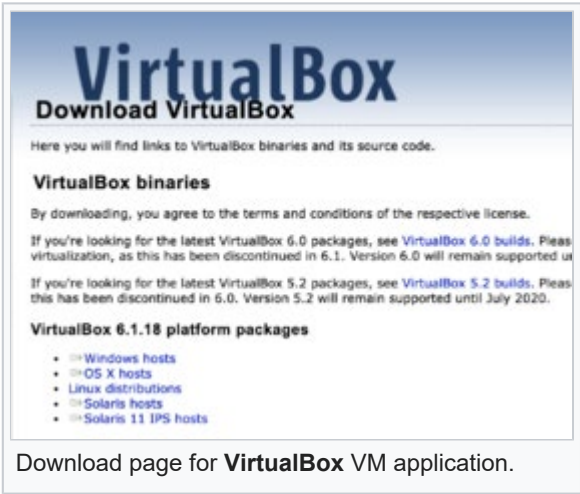 VirtualBox
Download VirtualBox
Here you will find links to VirtualBox binaries and its source code.
VirtualBox binaries
By downloading, you agree to the terms and conditions of the respective license.
If you're looking for the latest VirtualBox 6.0 packages, see VirtualBox 6.0 builds. Pleas
virtualization, as this has been discontinued in 6.1. Version 6.0 will remain supported u
If you're looking for the latest VirtualBox 5.2 packages, see VirtualBox 5.2 builds. Pleas
this has been discontinued in 6.0. Version 5.2 will remain supported until July 2020.
VirtualBox 6.1.18 platform packages
• Windows hosts
• OS X hosts
• Linux distributions
• Solaris hosts
• Solaris 11 IPS hosts
Download page for VirtualBox VM application.